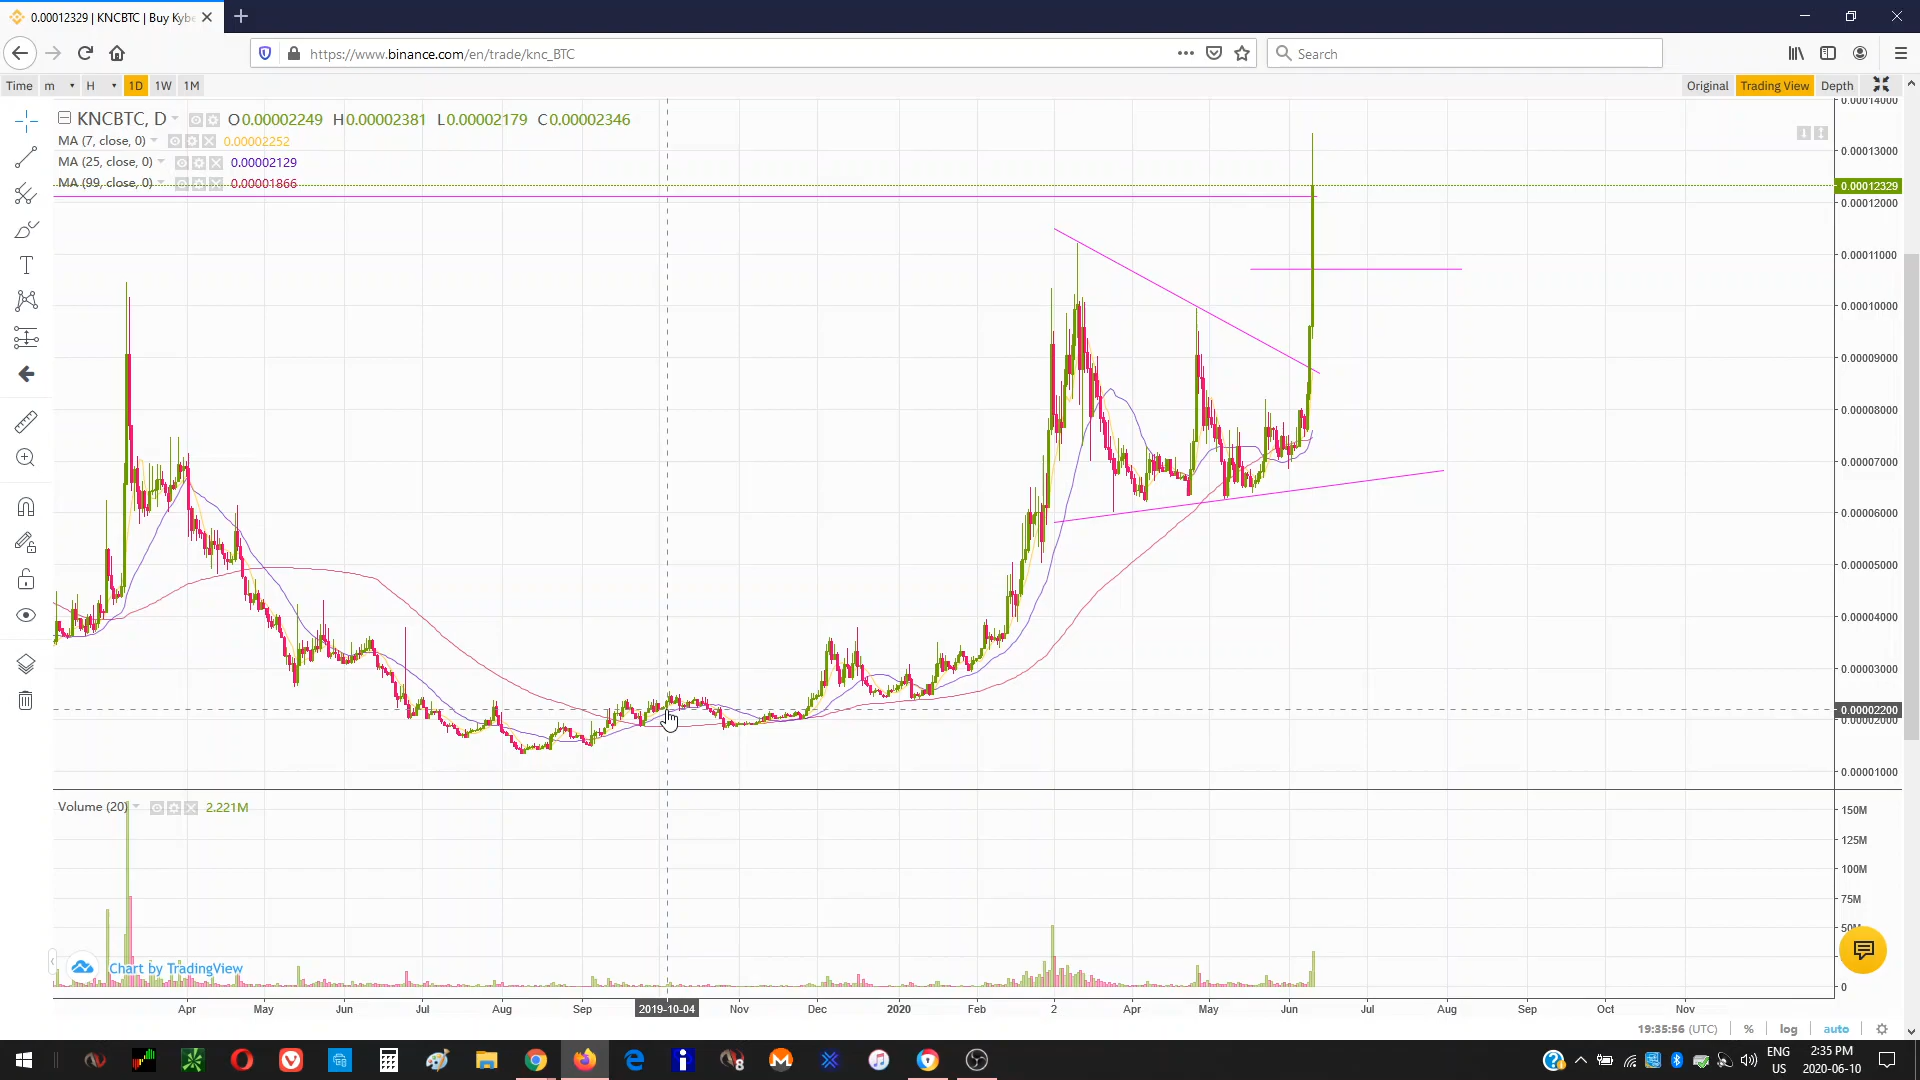 0.00012329 | KNCBTC | Buy Kybe
https://www.binance.com/en/trade/knc_BTC
Search
Time m H 1D 1W 1M
Original Trading View Depth
KNCBTC, D O0.00002249 H0.00002381 L0.00002179 C0.00002346
MA (7, close, 0) 0.00002252
MA (25, close, 0) 0.00002129
MA (99, close, 0) 0.00001866
0.00014000
0.00013000
0.00012329
0.00012000
0.00011000
0.00010000
0.00009000
0.00008000
0.00007000
0.00006000
0.00005000
0.00004000
0.00003000
0.00002200
0.00002000
0.00001000
Volume (20) 2.221M
150M
125M
100M
75M
50M
0
Chart by TradingView
Apr May Jun Jul Aug Sep 2019-10-04 Nov Dec 2020 Feb 2 Apr May Jun Jul Aug Sep Oct Nov
19:35:56 (UTC) % log auto
ENG
US
2:35 PM
2020-06-10